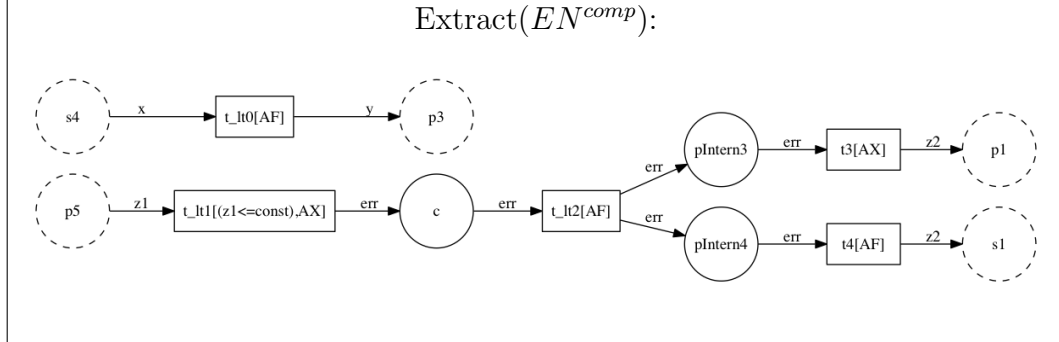 Extract(EN^comp):
s4 x t_lt0[AF] y p3
pIntern3 err t3[AX] z2 p1
err
p5 z1 t_lt1[(z1<=const),AX] err c err t_lt2[AF]
err
pIntern4 err t4[AF] z2 s1